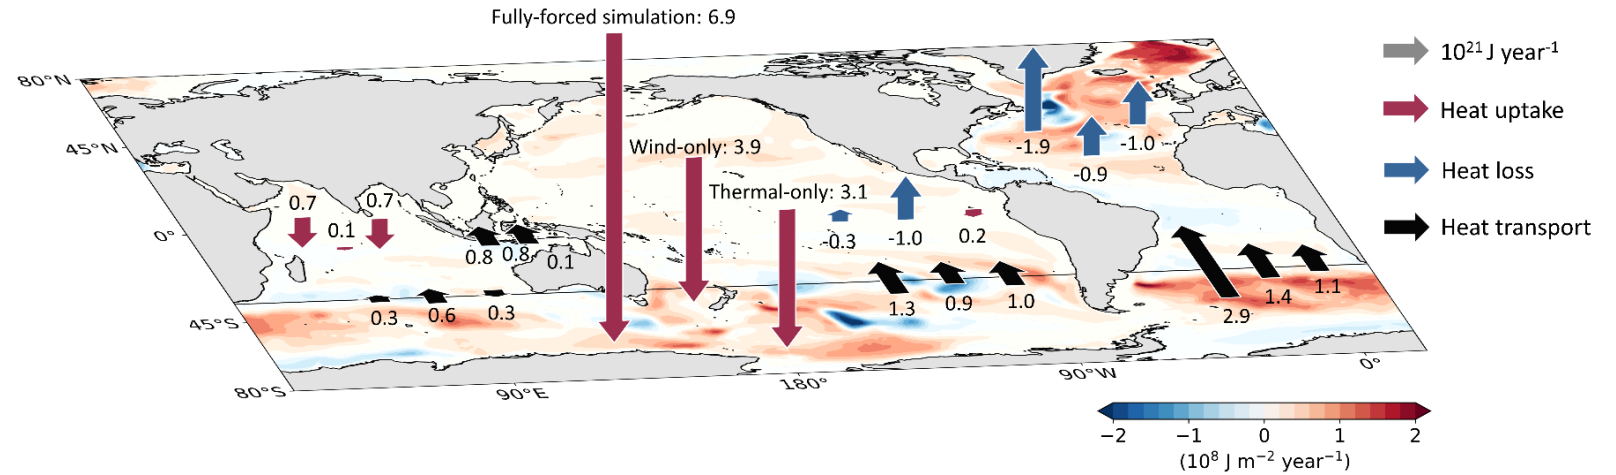 Fully-forced simulation: 6.9
10²¹ J year⁻¹
80°N
Heat uptake
45°N
Wind-only: 3.9
-1.9
-1.0
-0.9
Heat loss
Thermal-only: 3.1
0.7
0.7
0.1
0°
-0.3
-1.0
0.2
Heat transport
0.8
0.8
0.1
0.3
0.6
0.3
1.3
0.9
1.0
2.9
1.4
1.1
45°S
80°S
90°E
180°
90°W
0°
−2
−1
0
1
2
(10⁸ J m⁻² year⁻¹)